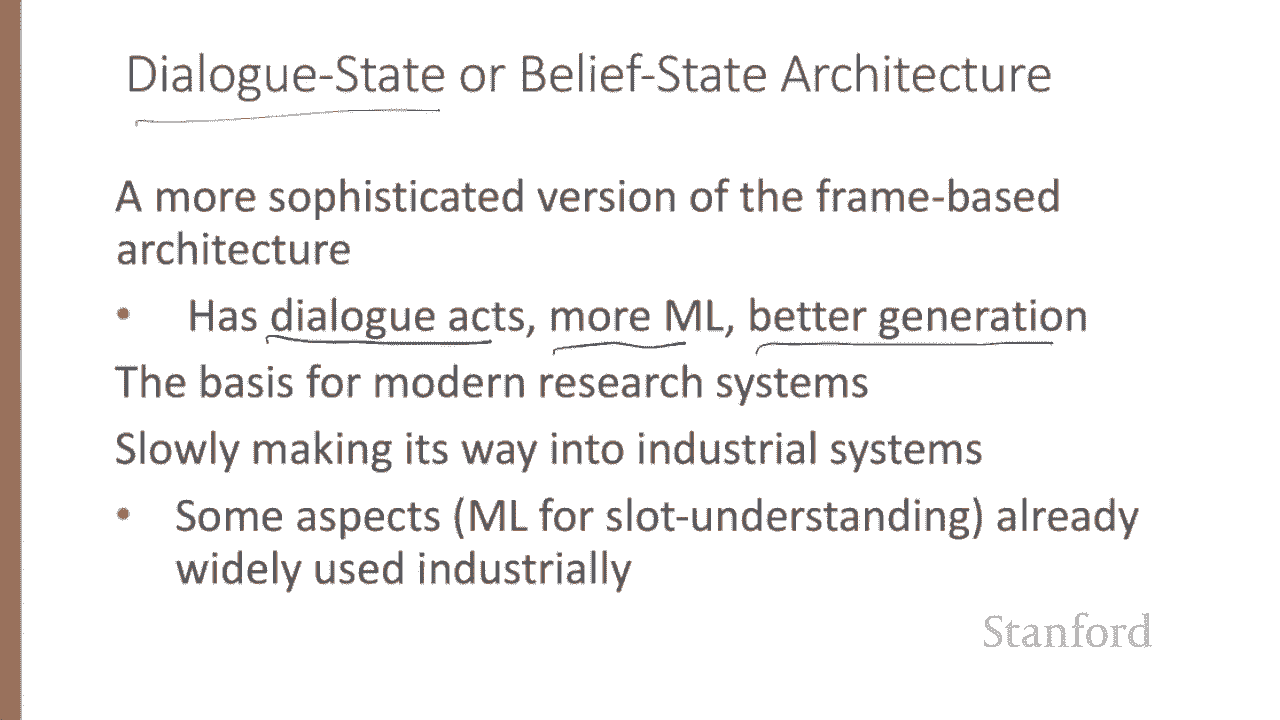 Dialogue-State or Belief-State Architecture
A more sophisticated version of the frame-based
architecture
• Has dialogue acts, more ML, better generation
The basis for modern research systems
Slowly making its way into industrial systems
• Some aspects (ML for slot-understanding) already
widely used industrially
Stanford